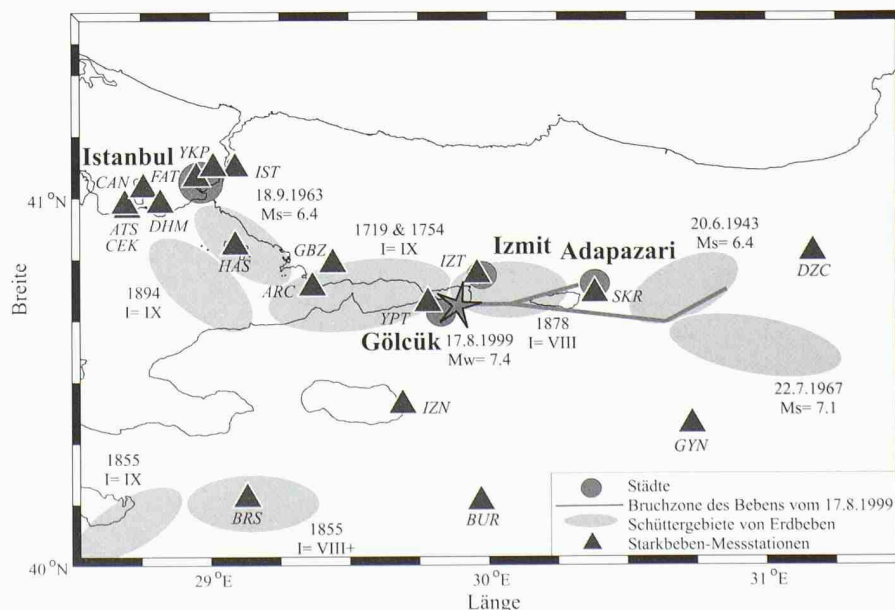 Istanbul
YKP
CAN
FAT
IST
41 °N
ATS
CEK
DHM
18.9.1963
Ms= 6.4
HAS
GBZ
1719 & 1754
I= IX
IZT
Izmit
Adapazari
20.6.1943
Ms= 6.4
DZC
Breite
1894
I= IX
ARC
YPT
SKR
Gölcük
17.8.1999
Mw= 7.4
1878
I= VIII
22.7.1967
Ms= 7.1
IZN
GYN
1855
I= IX
BRS
1855
I= VIII+
BUR
Städte
Bruchzone des Bebens vom 17.8.1999
Schüttergebiete von Erdbeben
Starkbeben-Messstationen
40 °N
29 °E
30 °E
31 °E
Länge